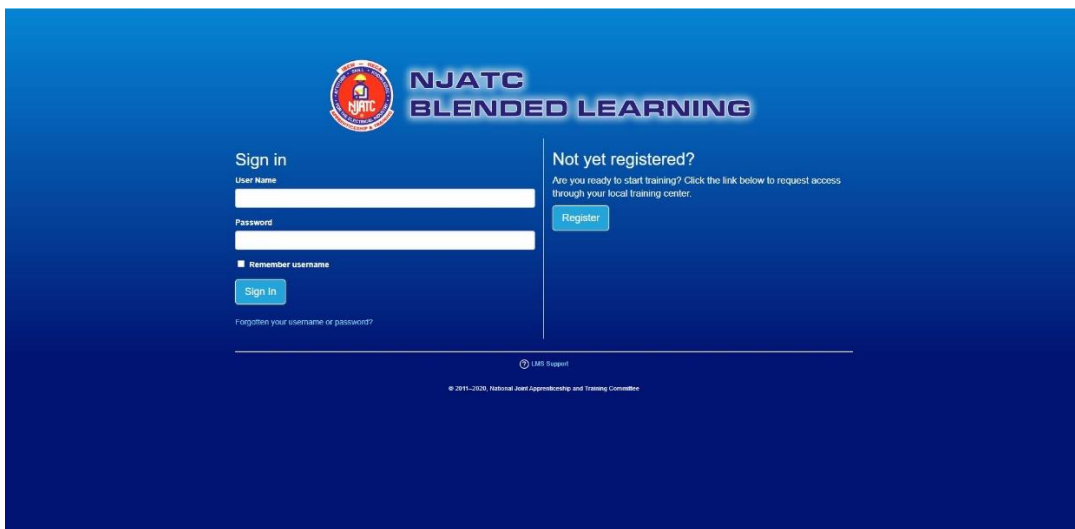 NJATC
NJATC
BLENDED LEARNING
Sign in
User Name
Password
Remember username
Sign In
Forgotten your username or password?
Not yet registered?
Are you ready to start training? Click the link below to request access
through your local training center.
Register
LMS Support
© 2011–2020, National Joint Apprenticeship and Training Committee